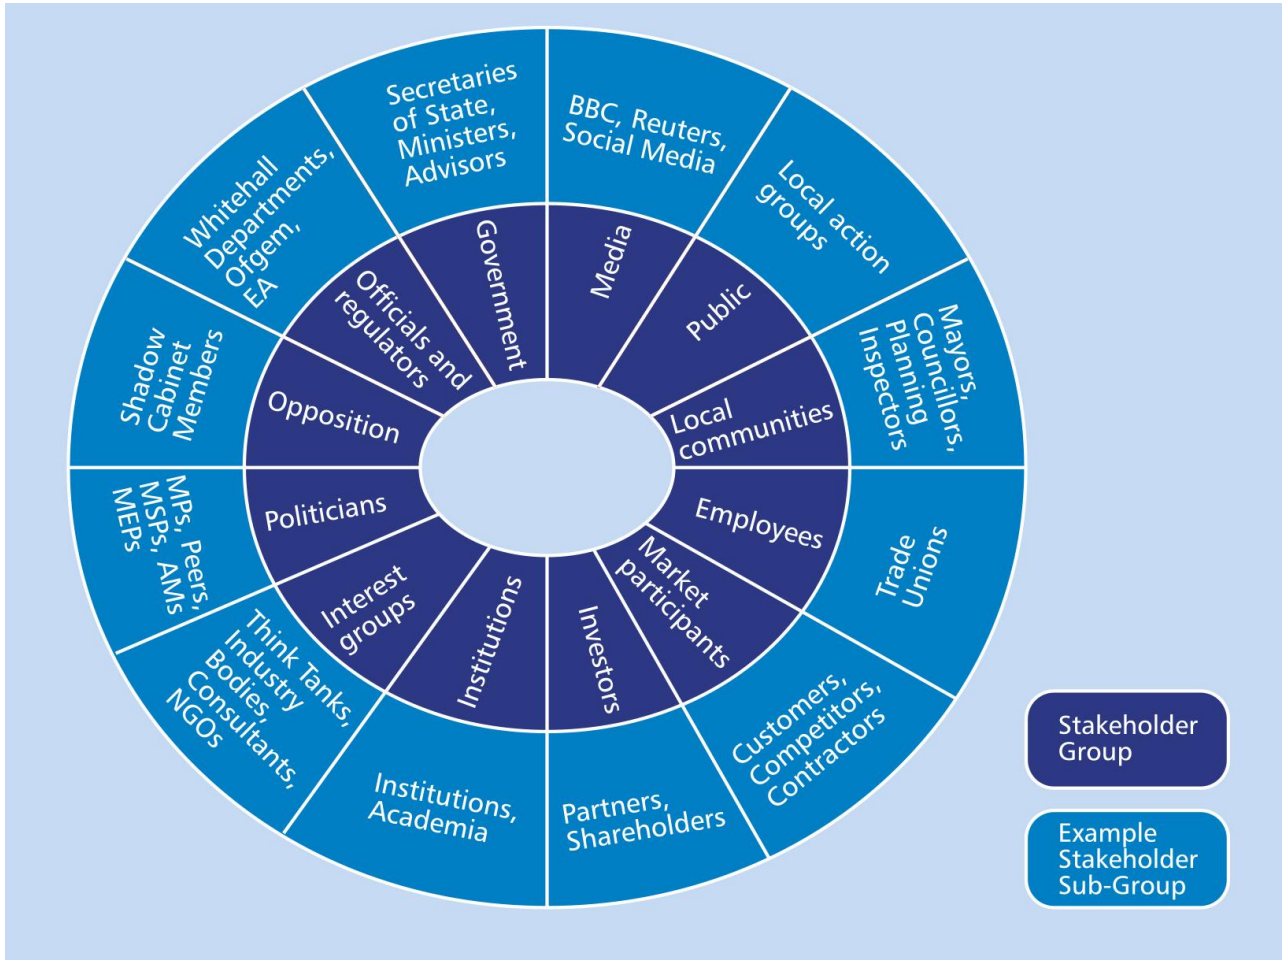 Secretaries
of State,
Ministers,
Advisors
BBC, Reuters,
Social Media
Local action
groups
Mayors,
Councillors,
Planning
Inspectors
Trade
Unions
Customers,
Competitors,
Contractors
Partners,
Shareholders
Institutions,
Academia
Think Tanks,
Industry
Bodies,
Consultants,
NGOs
MPs, Peers,
MSPs, AMs
MEPs
Shadow
Cabinet
Members
Whitehall
Departments,
Ofgem,
EA
Government
Media
Public
Local
communities
Employees
Market
participants
Investors
Institutions
Interest
groups
Politicians
Opposition
Officials and
regulators
Stakeholder
Group
Example
Stakeholder
Sub-Group